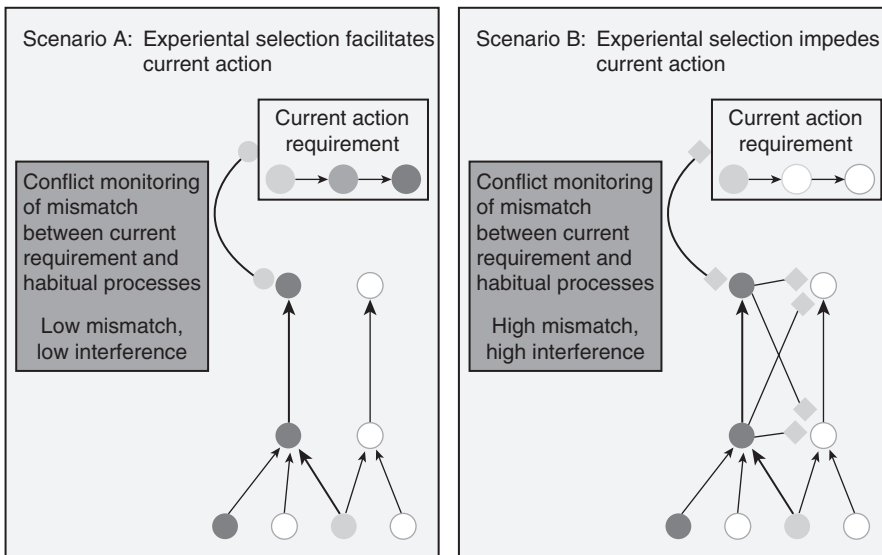 Scenario A: Experiental selection facilitates
current action
Current action
requirement
Conflict monitoring
of mismatch
between current
requirement and
habitual processes
Low mismatch,
low interference
Scenario B: Experiental selection impedes
current action
Current action
requirement
Conflict monitoring
of mismatch
between current
requirement and
habitual processes
High mismatch,
high interference